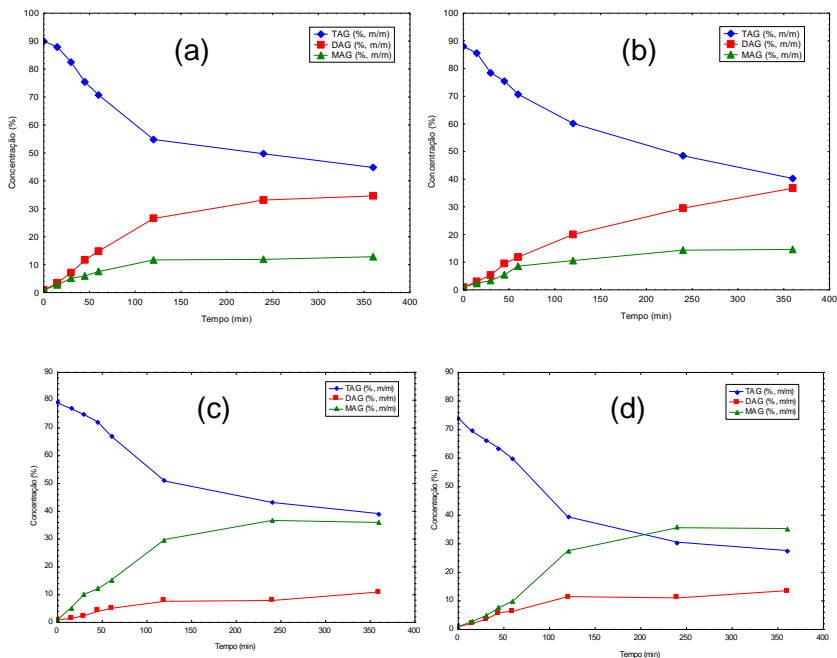 (a)
TAG (%, m/m)
DAG (%, m/m)
MAG (%, m/m)
Concentração (%)
100
90
80
70
60
50
40
30
20
10
0
0 50 100 150 200 250 300 350 400
Tempo (min)
(b)
TAG (%, m/m)
DAG (%, m/m)
MAG (%, m/m)
Concentração (%)
100
90
80
70
60
50
40
30
20
10
0
0 50 100 150 200 250 300 350 400
Tempo (min)
(c)
TAG (%, m/m)
DAG (%, m/m)
MAG (%, m/m)
Concentração (%)
90
80
70
60
50
40
30
20
10
0
0 50 100 150 200 250 300 350 400
Tempo (min)
(d)
TAG (%, m/m)
DAG (%, m/m)
MAG (%, m/m)
Concentração (%)
90
80
70
60
50
40
30
20
10
0
0 50 100 150 200 250 300 350 400
Tempo (min)